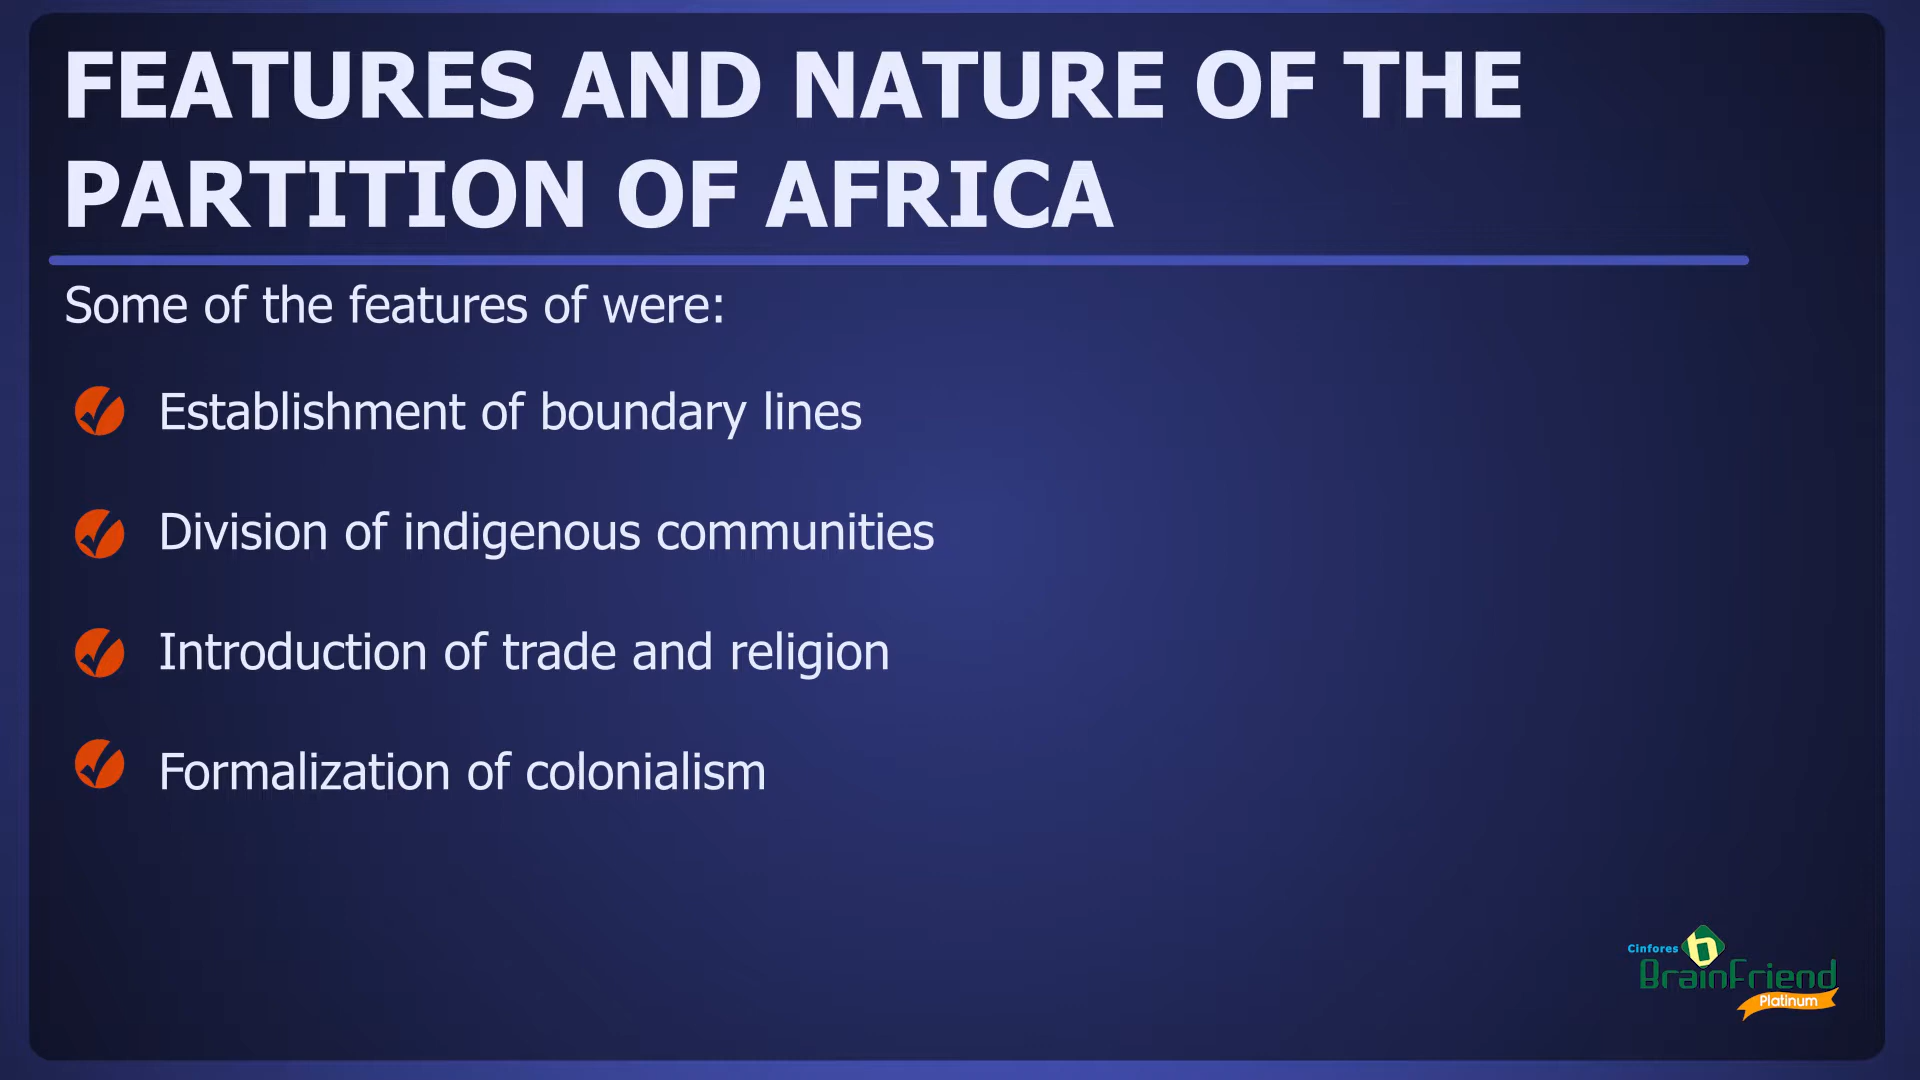 FEATURES AND NATURE OF THE
PARTITION OF AFRICA
Some of the features of were:
Establishment of boundary lines
Division of indigenous communities
Introduction of trade and religion
Formalization of colonialism
Cinfores
BrainFriend
Platinum